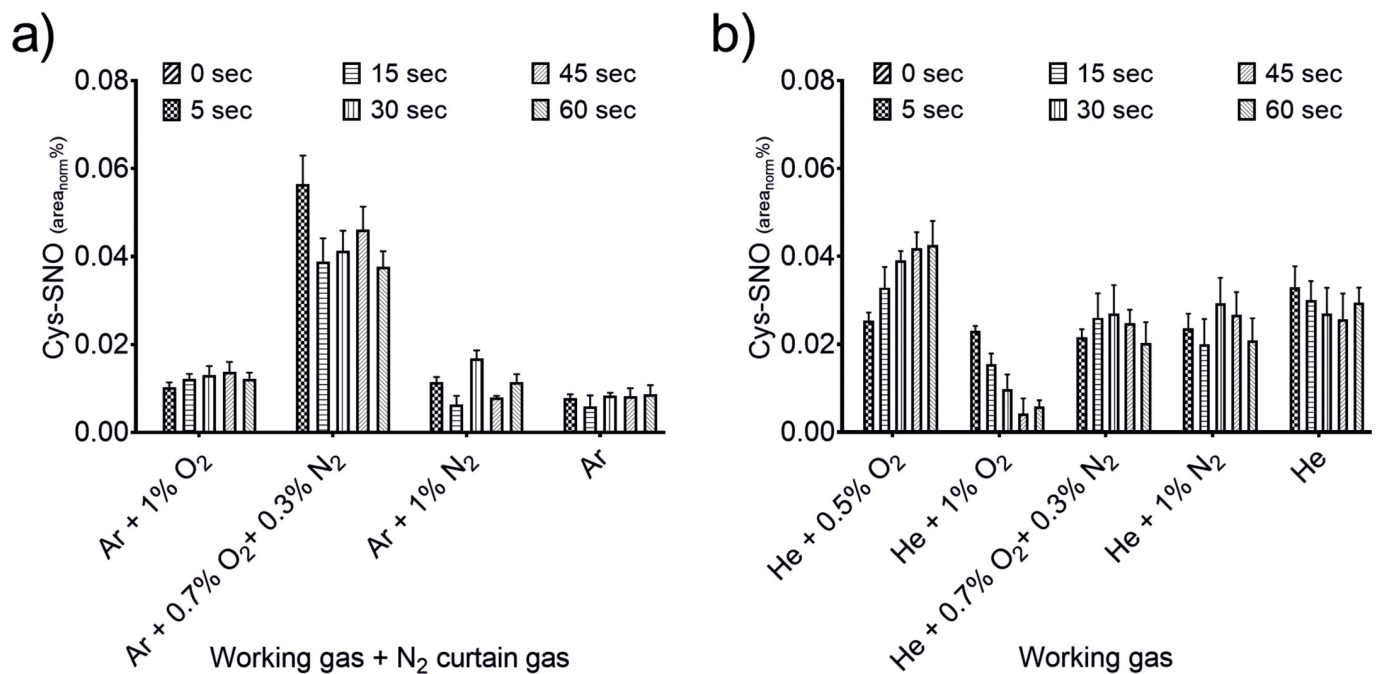 a)
0 sec 15 sec 45 sec
5 sec 30 sec 60 sec
Cys-SNO (areanorm%)
0.08
0.06
0.04
0.02
0.00
Ar + 1% O2
Ar + 0.7% O2+ 0.3% N2
Ar + 1% N2
Ar
Working gas + N2 curtain gas
b)
0 sec 15 sec 45 sec
5 sec 30 sec 60 sec
Cys-SNO (areanorm%)
0.08
0.06
0.04
0.02
0.00
He + 0.5% O2
He + 1% O2
He + 0.7% O2+ 0.3% N2
He + 1% N2
He
Working gas